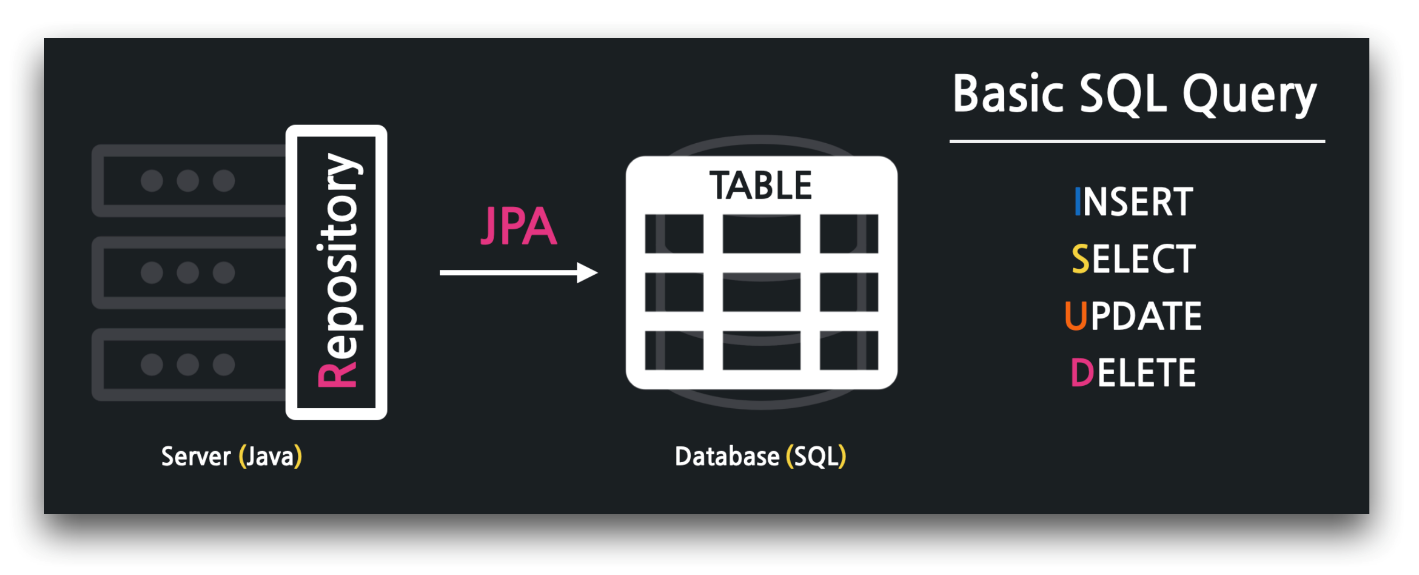 Repository
Server (Java)
JPA
TABLE
Database (SQL)
Basic SQL Query
INSERT
SELECT
UPDATE
DELETE